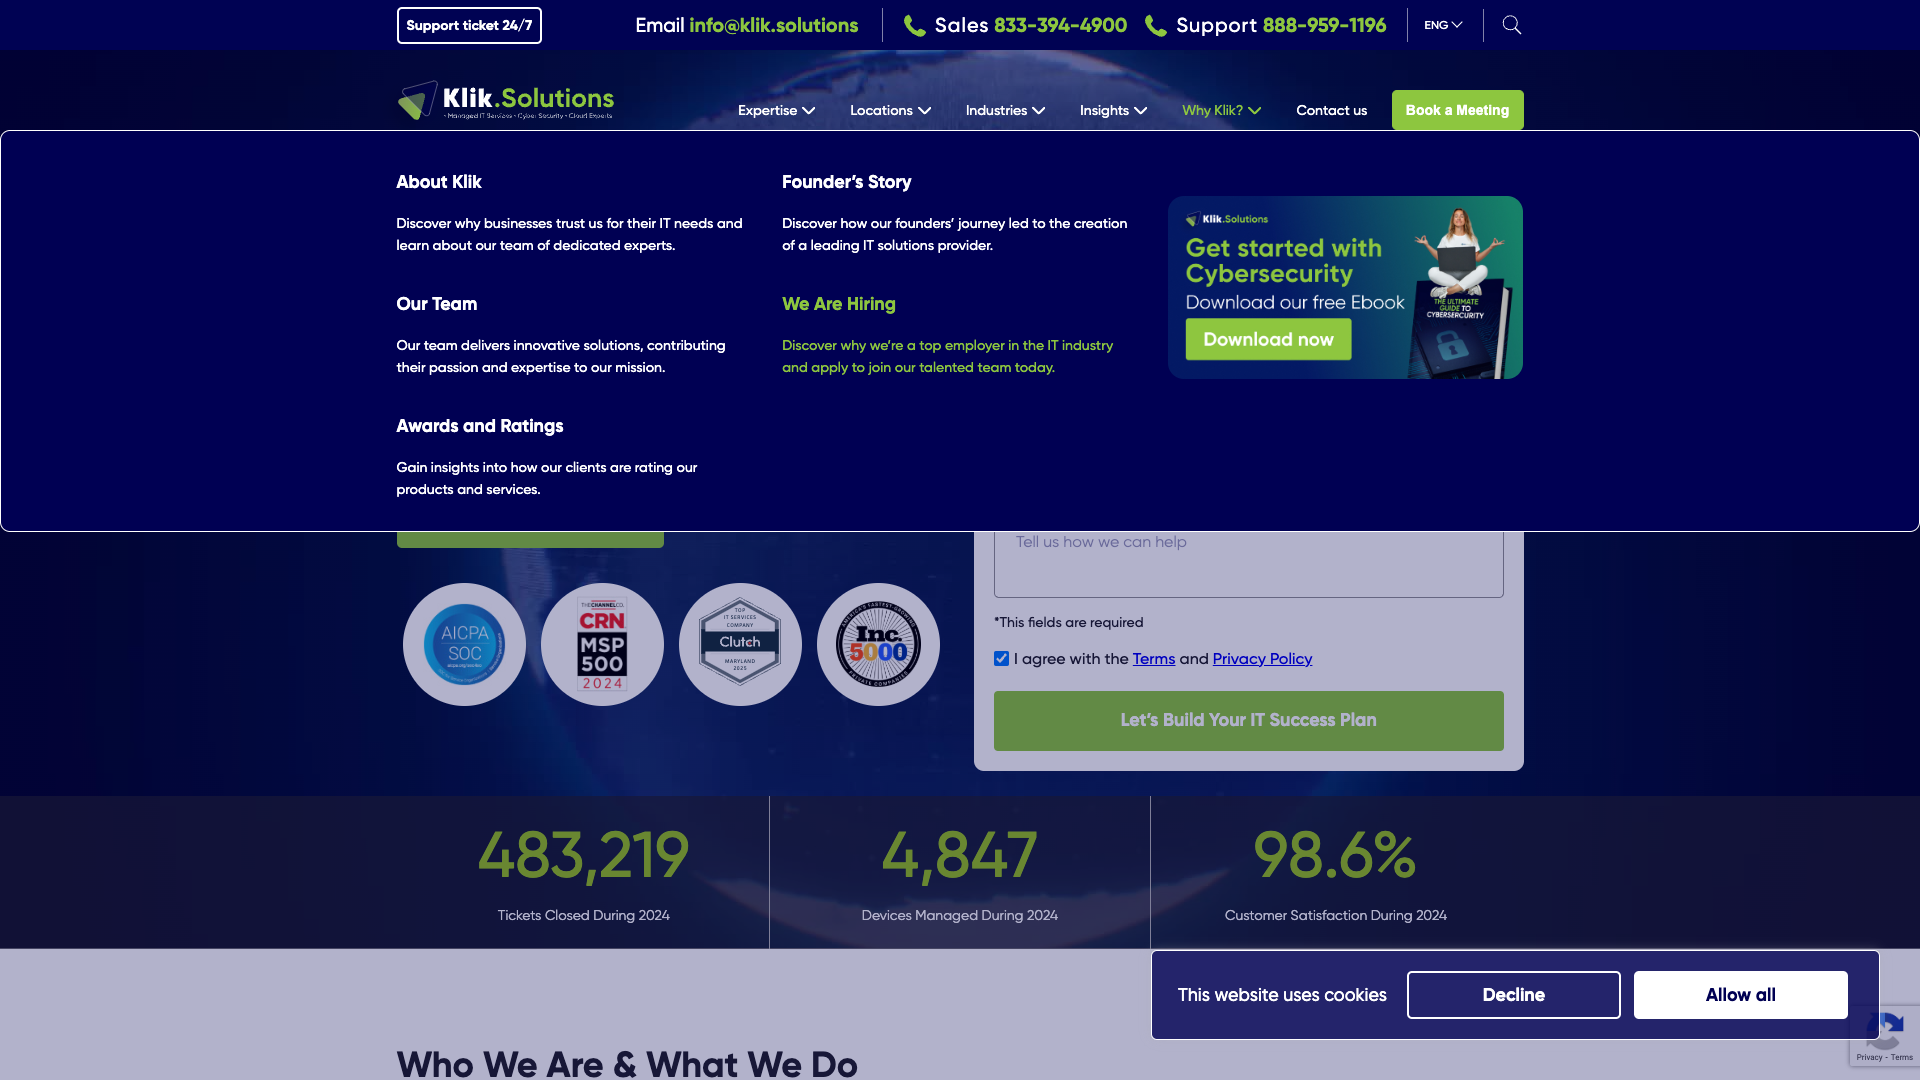 Support ticket 24/7
Email info@klik.solutions
Sales 833-394-4900
Support 888-959-1196
ENG
Klik.Solutions
- Managed IT Services - Cyber Security - Cloud Experts
Expertise
Locations
Industries
Insights
Why Klik?
Contact us
Book a Meeting
About Klik
Discover why businesses trust us for their IT needs and
learn about our team of dedicated experts.
Founder's Story
Discover how our founders' journey led to the creation
of a leading IT solutions provider.
Our Team
Our team delivers innovative solutions, contributing
their passion and expertise to our mission.
We Are Hiring
Discover why we're a top employer in the IT industry
and apply to join our talented team today.
Awards and Ratings
Gain insights into how our clients are rating our
products and services.
Klik.Solutions
Get started with
Cybersecurity
Download our free Ebook
Download now
THE ULTIMATE
GUIDE TO
CYBERSERCURITY
Tell us how we can help
*This fields are required
I agree with the Terms and Privacy Policy
Let's Build Your IT Success Plan
AICPA
SOC
THE CHANNEL CO.
CRN
MSP
500
2024
TOP
IT SERVICES
COMPANY
Clutch
MARYLAND
2025
AMERICA'S FASTEST GROWING
Inc.
5000
PRIVATE COMPANIES
483,219
Tickets Closed During 2024
4,847
Devices Managed During 2024
98.6%
Customer Satisfaction During 2024
This website uses cookies
Decline
Allow all
Privacy - Terms
Who We Are & What We Do